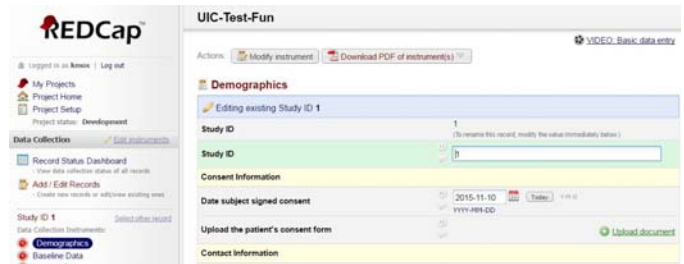 REDCap
Logged in as kenoix | Log out
My Projects
Project Home
Project Setup
Project status: Development
Data Collection
Edit instruments
Record Status Dashboard
- View data collection status of all records
Add / Edit Records
- Create new records or edit/view existing ones
Study ID 1
Select other record
Data Collection Instruments:
Demographics
Baseline Data
UIC-Test-Fun
VIDEO: Basic data entry
Actions: Modify instrument Download PDF of instrument(s)
Demographics
Editing existing Study ID 1
Study ID 1
(To rename this record, modify the value immediately below.)
Study ID 1
Consent Information
Date subject signed consent 2015-11-10 Today Y-M-D
YYYY-MM-DD
Upload the patient's consent form Upload document
Contact Information